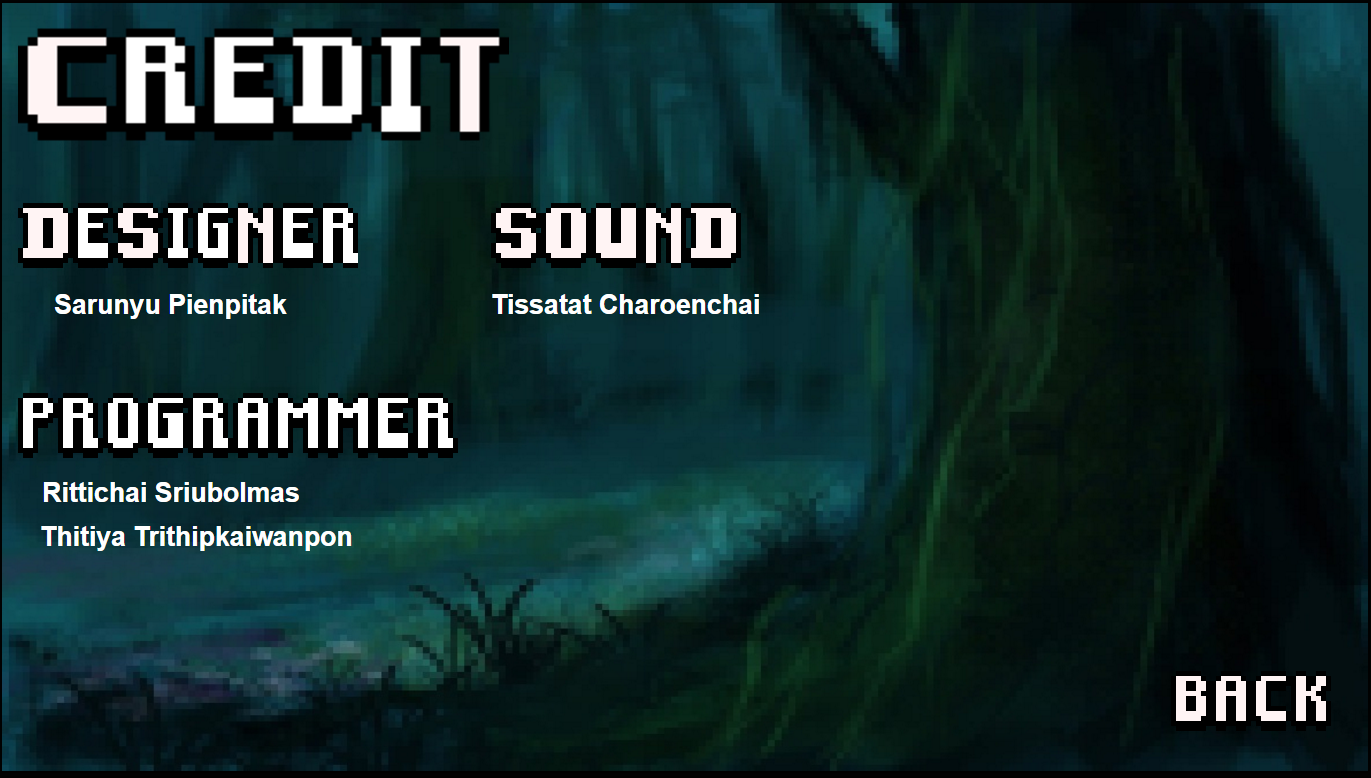 CREDIT
DESIGNER
Sarunyu Pienpitak
SOUND
Tissatat Charoenchai
PROGRAMMER
Rittichai Sriubolmas
Thitiya Trithipkaiwanpon
BACK